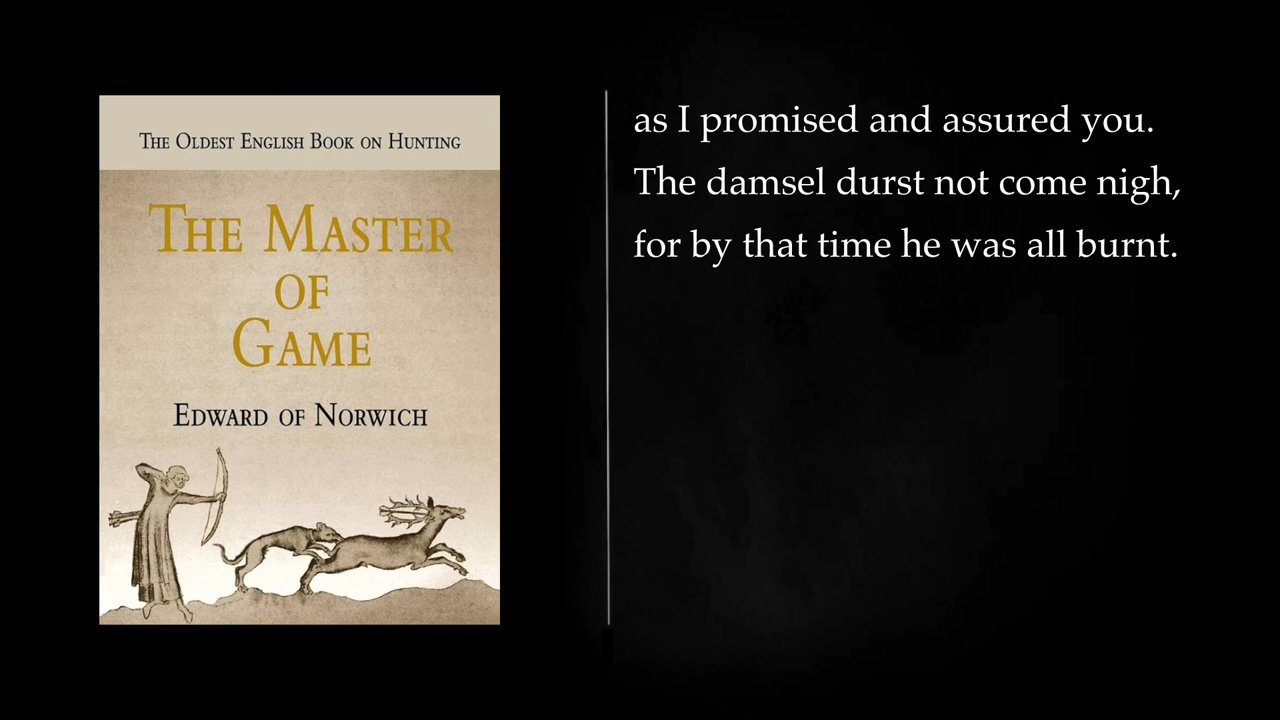 The Oldest English Book on Hunting
The Master
of
Game
Edward of Norwich
as I promised and assured you.
The damsel durst not come nigh,
for by that time he was all burnt.